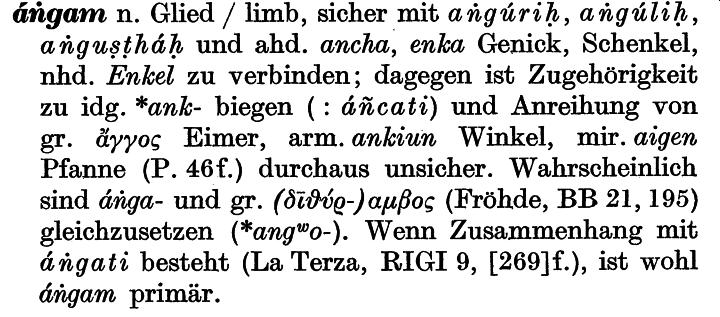 áṅgam n. Glied / limb, sicher mit aṅgúriḥ, aṅgúliḥ,
aṅguṣṭháḥ und ahd. ancha, enka Genick, Schenkel,
nhd. Enkel zu verbinden; dagegen ist Zugehörigkeit
zu idg. *ank- biegen (: áñcati) und Anreihung von
gr. ἄγγος Eimer, arm. ankiun Winkel, mir. aigen
Pfanne (P. 46f.) durchaus unsicher. Wahrscheinlich
sind áṅga- und gr. (δῑθύρ-)αμβος (Fröhde, BB 21, 195)
gleichzusetzen (*angʷo-). Wenn Zusammenhang mit
áṅgati besteht (La Terza, RIGI 9, [269]f.), ist wohl
áṅgam primär.